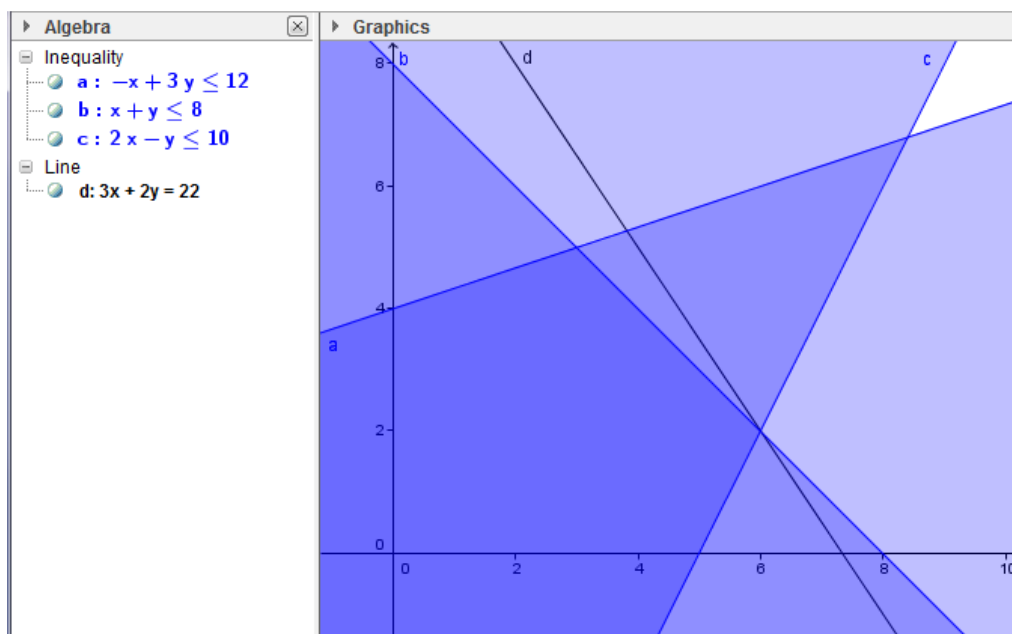 Algebra
Graphics
Inequality
a : −x + 3 y ≤ 12
b : x + y ≤ 8
c : 2 x − y ≤ 10
Line
d: 3x + 2y = 22
8
b
d
c
6
4
a
2
0
0
2
4
6
8
10